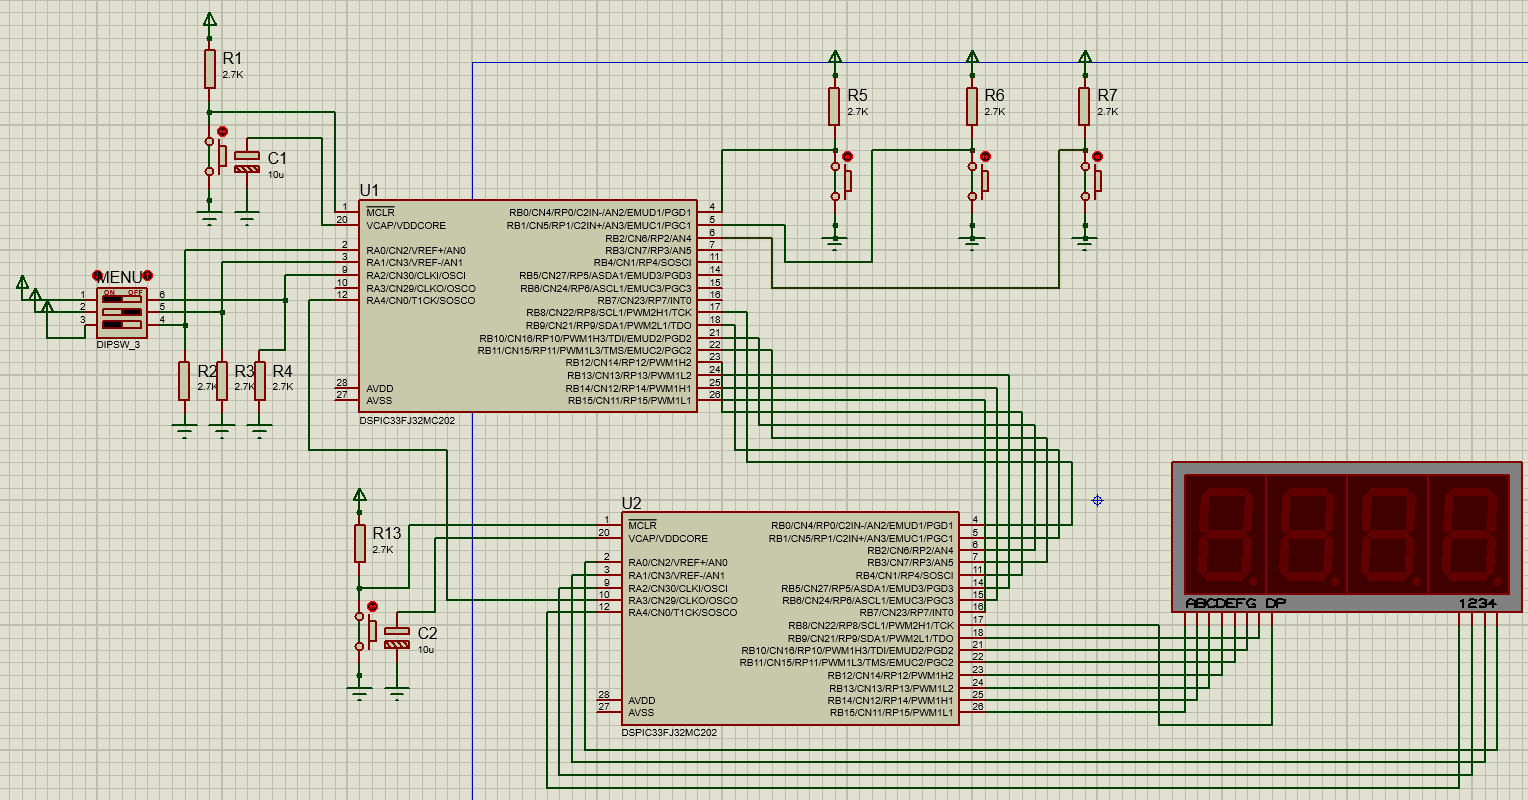 R1
2.7K
C1
10u
R5
2.7K
R6
2.7K
R7
2.7K
U1
1 MCLR
20 VCAP/VDDCORE
2 RA0/CN2/VREF+/AN0
3 RA1/CN3/VREF-/AN1
9 RA2/CN30/CLKI/OSCI
10 RA3/CN29/CLKO/OSCO
12 RA4/CN0/T1CK/SOSCO
28 AVDD
27 AVSS
RB0/CN4/RP0/C2IN-/AN2/EMUD1/PGD1 4
RB1/CN5/RP1/C2IN+/AN3/EMUC1/PGC1 5
RB2/CN6/RP2/AN4 6
RB3/CN7/RP3/AN5 7
RB4/CN1/RP4/SOSCI 11
RB5/CN27/RP5/ASDA1/EMUD3/PGD3 14
RB6/CN24/RP6/ASCL1/EMUC3/PGC3 15
RB7/CN23/RP7/INT0 16
RB8/CN22/RP8/SCL1/PWM2H1/TCK 17
RB9/CN21/RP9/SDA1/PWM2L1/TDO 18
RB10/CN16/RP10/PWM1H3/TDI/EMUD2/PGD2 21
RB11/CN15/RP11/PWM1L3/TMS/EMUC2/PGC2 22
RB12/CN14/RP12/PWM1H2 23
RB13/CN13/RP13/PWM1L2 24
RB14/CN12/RP14/PWM1H1 25
RB15/CN11/RP15/PWM1L1 26
DSPIC33FJ32MC202
MENU
ON OFF
1 6
2 5
3 4
DIPSW_3
R2
2.7K
R3
2.7K
R4
2.7K
R13
2.7K
C2
10u
U2
1 MCLR
20 VCAP/VDDCORE
2 RA0/CN2/VREF+/AN0
3 RA1/CN3/VREF-/AN1
9 RA2/CN30/CLKI/OSCI
10 RA3/CN29/CLKO/OSCO
12 RA4/CN0/T1CK/SOSCO
28 AVDD
27 AVSS
RB0/CN4/RP0/C2IN-/AN2/EMUD1/PGD1 4
RB1/CN5/RP1/C2IN+/AN3/EMUC1/PGC1 5
RB2/CN6/RP2/AN4 6
RB3/CN7/RP3/AN5 7
RB4/CN1/RP4/SOSCI 11
RB5/CN27/RP5/ASDA1/EMUD3/PGD3 14
RB6/CN24/RP6/ASCL1/EMUC3/PGC3 15
RB7/CN23/RP7/INT0 16
RB8/CN22/RP8/SCL1/PWM2H1/TCK 17
RB9/CN21/RP9/SDA1/PWM2L1/TDO 18
RB10/CN16/RP10/PWM1H3/TDI/EMUD2/PGD2 21
RB11/CN15/RP11/PWM1L3/TMS/EMUC2/PGC2 22
RB12/CN14/RP12/PWM1H2 23
RB13/CN13/RP13/PWM1L2 24
RB14/CN12/RP14/PWM1H1 25
RB15/CN11/RP15/PWM1L1 26
DSPIC33FJ32MC202
ABCDEFG DP 1234